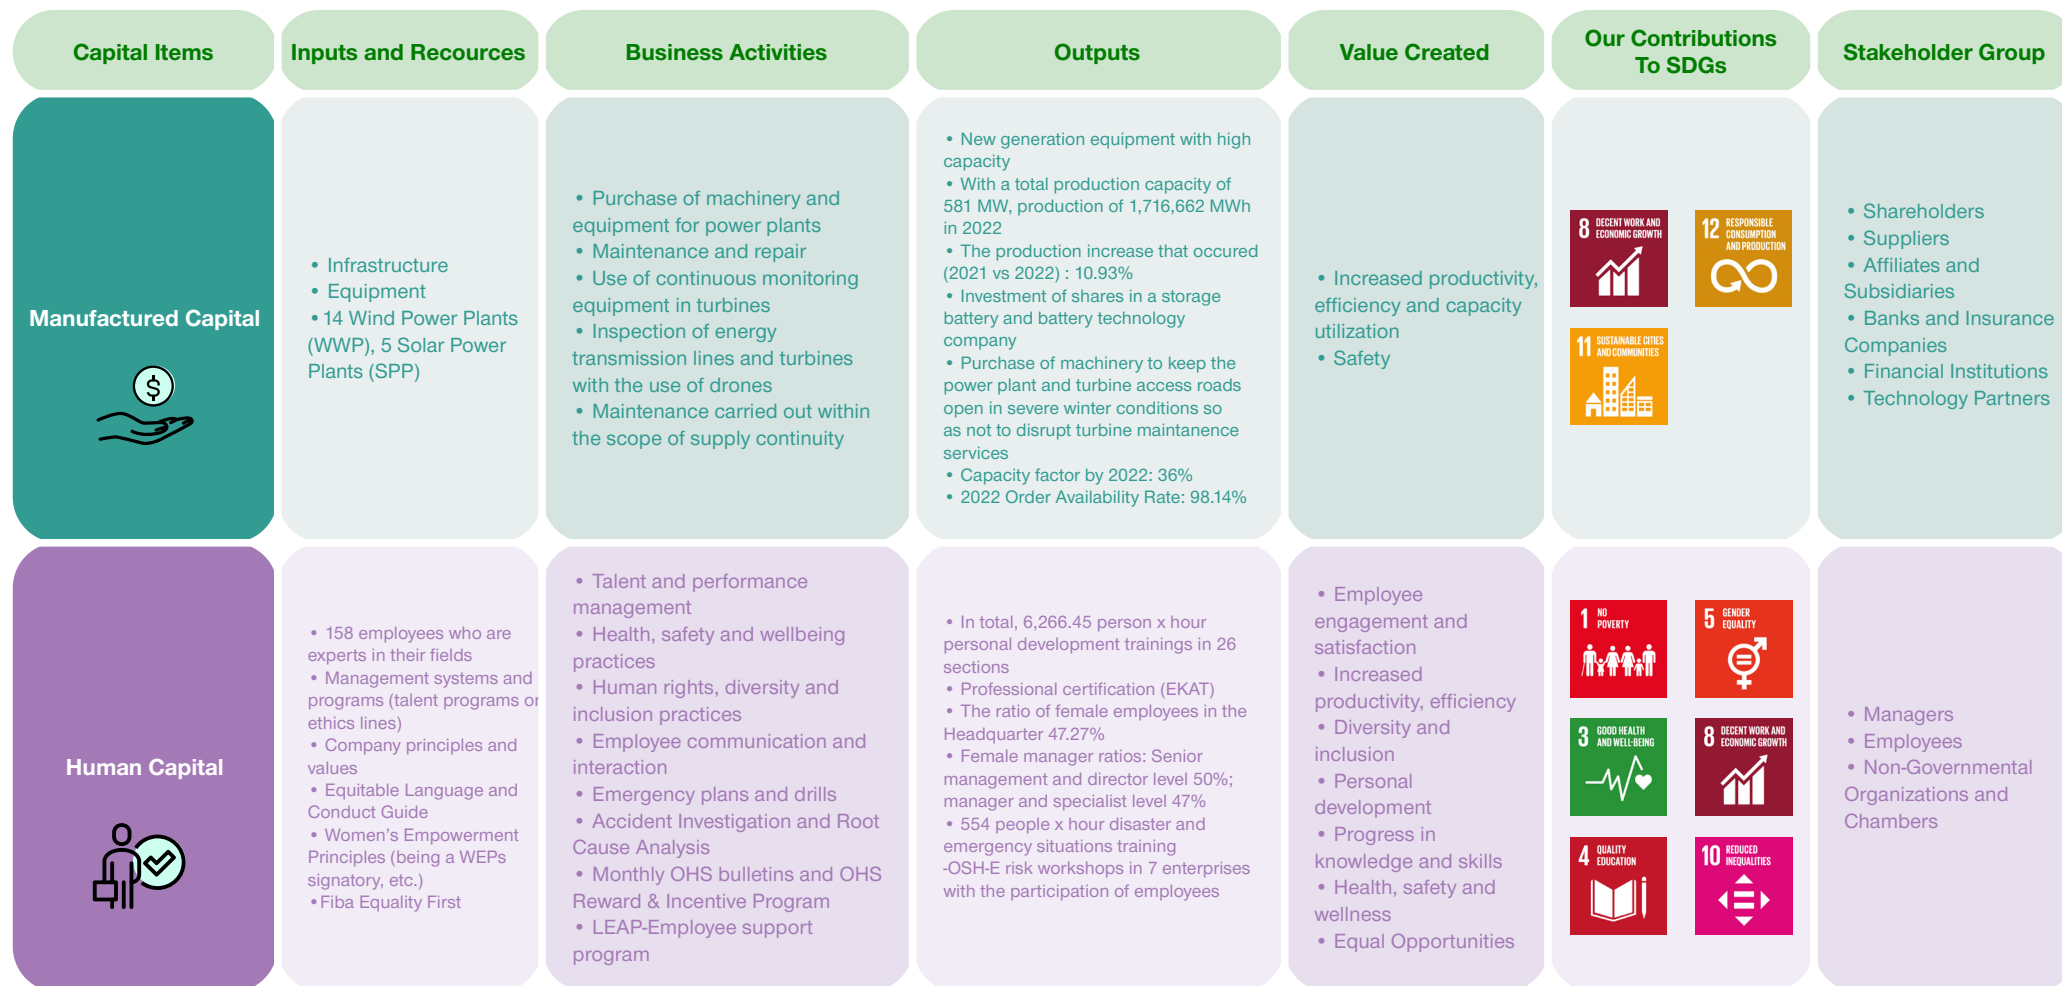 Capital Items
Inputs and Recources
Business Activities
Outputs
Value Created
Our Contributions
To SDGs
Stakeholder Group
Manufactured Capital
• Infrastructure
• Equipment
• 14 Wind Power Plants
(WWP), 5 Solar Power
Plants (SPP)
• Purchase of machinery and
equipment for power plants
• Maintenance and repair
• Use of continuous monitoring
equipment in turbines
• Inspection of energy
transmission lines and turbines
with the use of drones
• Maintenance carried out within
the scope of supply continuity
• New generation equipment with high
capacity
• With a total production capacity of
581 MW, production of 1,716,662 MWh
in 2022
• The production increase that occured
(2021 vs 2022) : 10.93%
• Investment of shares in a storage
battery and battery technology
company
• Purchase of machinery to keep the
power plant and turbine access roads
open in severe winter conditions so
as not to disrupt turbine maintanence
services
• Capacity factor by 2022: 36%
• 2022 Order Availability Rate: 98.14%
• Increased productivity,
efficiency and capacity
utilization
• Safety
8 DECENT WORK AND
ECONOMIC GROWTH
12 RESPONSIBLE
CONSUMPTION
AND PRODUCTION
11 SUSTAINABLE CITIES
AND COMMUNITIES
• Shareholders
• Suppliers
• Affiliates and
Subsidiaries
• Banks and Insurance
Companies
• Financial Institutions
• Technology Partners
Human Capital
• 158 employees who are
experts in their fields
• Management systems and
programs (talent programs or
ethics lines)
• Company principles and
values
• Equitable Language and
Conduct Guide
• Women's Empowerment
Principles (being a WEPs
signatory, etc.)
•Fiba Equality First
• Talent and performance
management
• Health, safety and wellbeing
practices
• Human rights, diversity and
inclusion practices
• Employee communication and
interaction
• Emergency plans and drills
• Accident Investigation and Root
Cause Analysis
• Monthly OHS bulletins and OHS
Reward & Incentive Program
• LEAP-Employee support
program
• In total, 6,266.45 person x hour
personal development trainings in 26
sections
• Professional certification (EKAT)
• The ratio of female employees in the
Headquarter 47.27%
• Female manager ratios: Senior
management and director level 50%;
manager and specialist level 47%
• 554 people x hour disaster and
emergency situations training
-OSH-E risk workshops in 7 enterprises
with the participation of employees
• Employee
engagement and
satisfaction
• Increased
productivity, efficiency
• Diversity and
inclusion
• Personal
development
• Progress in
knowledge and skills
• Health, safety and
wellness
• Equal Opportunities
1 NO
POVERTY
5 GENDER
EQUALITY
3 GOOD HEALTH
AND WELL-BEING
8 DECENT WORK AND
ECONOMIC GROWTH
4 QUALITY
EDUCATION
10 REDUCED
INEQUALITIES
• Managers
• Employees
• Non-Governmental
Organizations and
Chambers